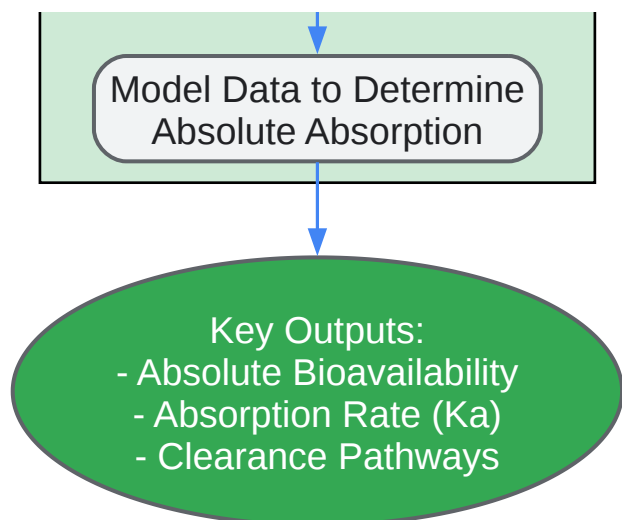 Model Data to Determine
Absolute Absorption
Key Outputs:
- Absolute Bioavailability
- Absorption Rate (Ka)
- Clearance Pathways